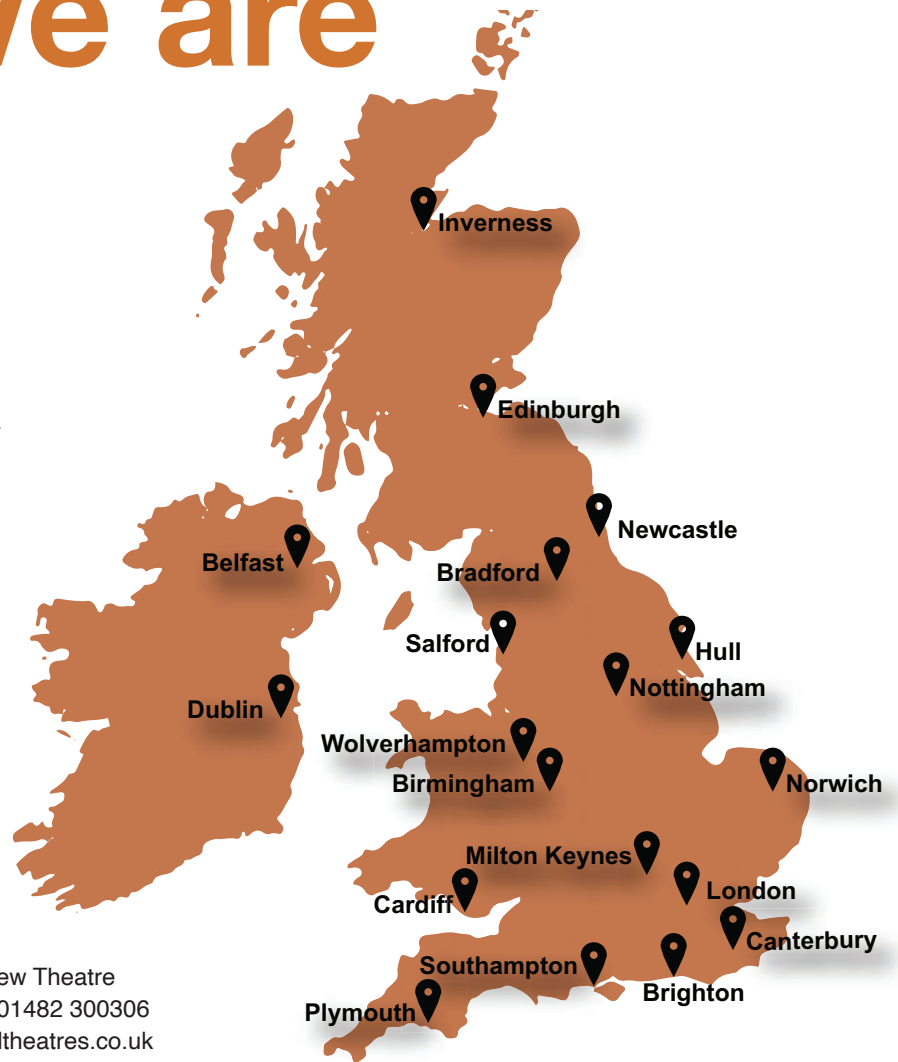 we are
Inverness
Edinburgh
Newcastle
Belfast
Bradford
Salford
Hull
Nottingham
Dublin
Wolverhampton
Birmingham
Norwich
Milton Keynes
London
Cardiff
Canterbury
Southampton
Brighton
Plymouth
ew Theatre
01482 300306
ltheatres.co.uk